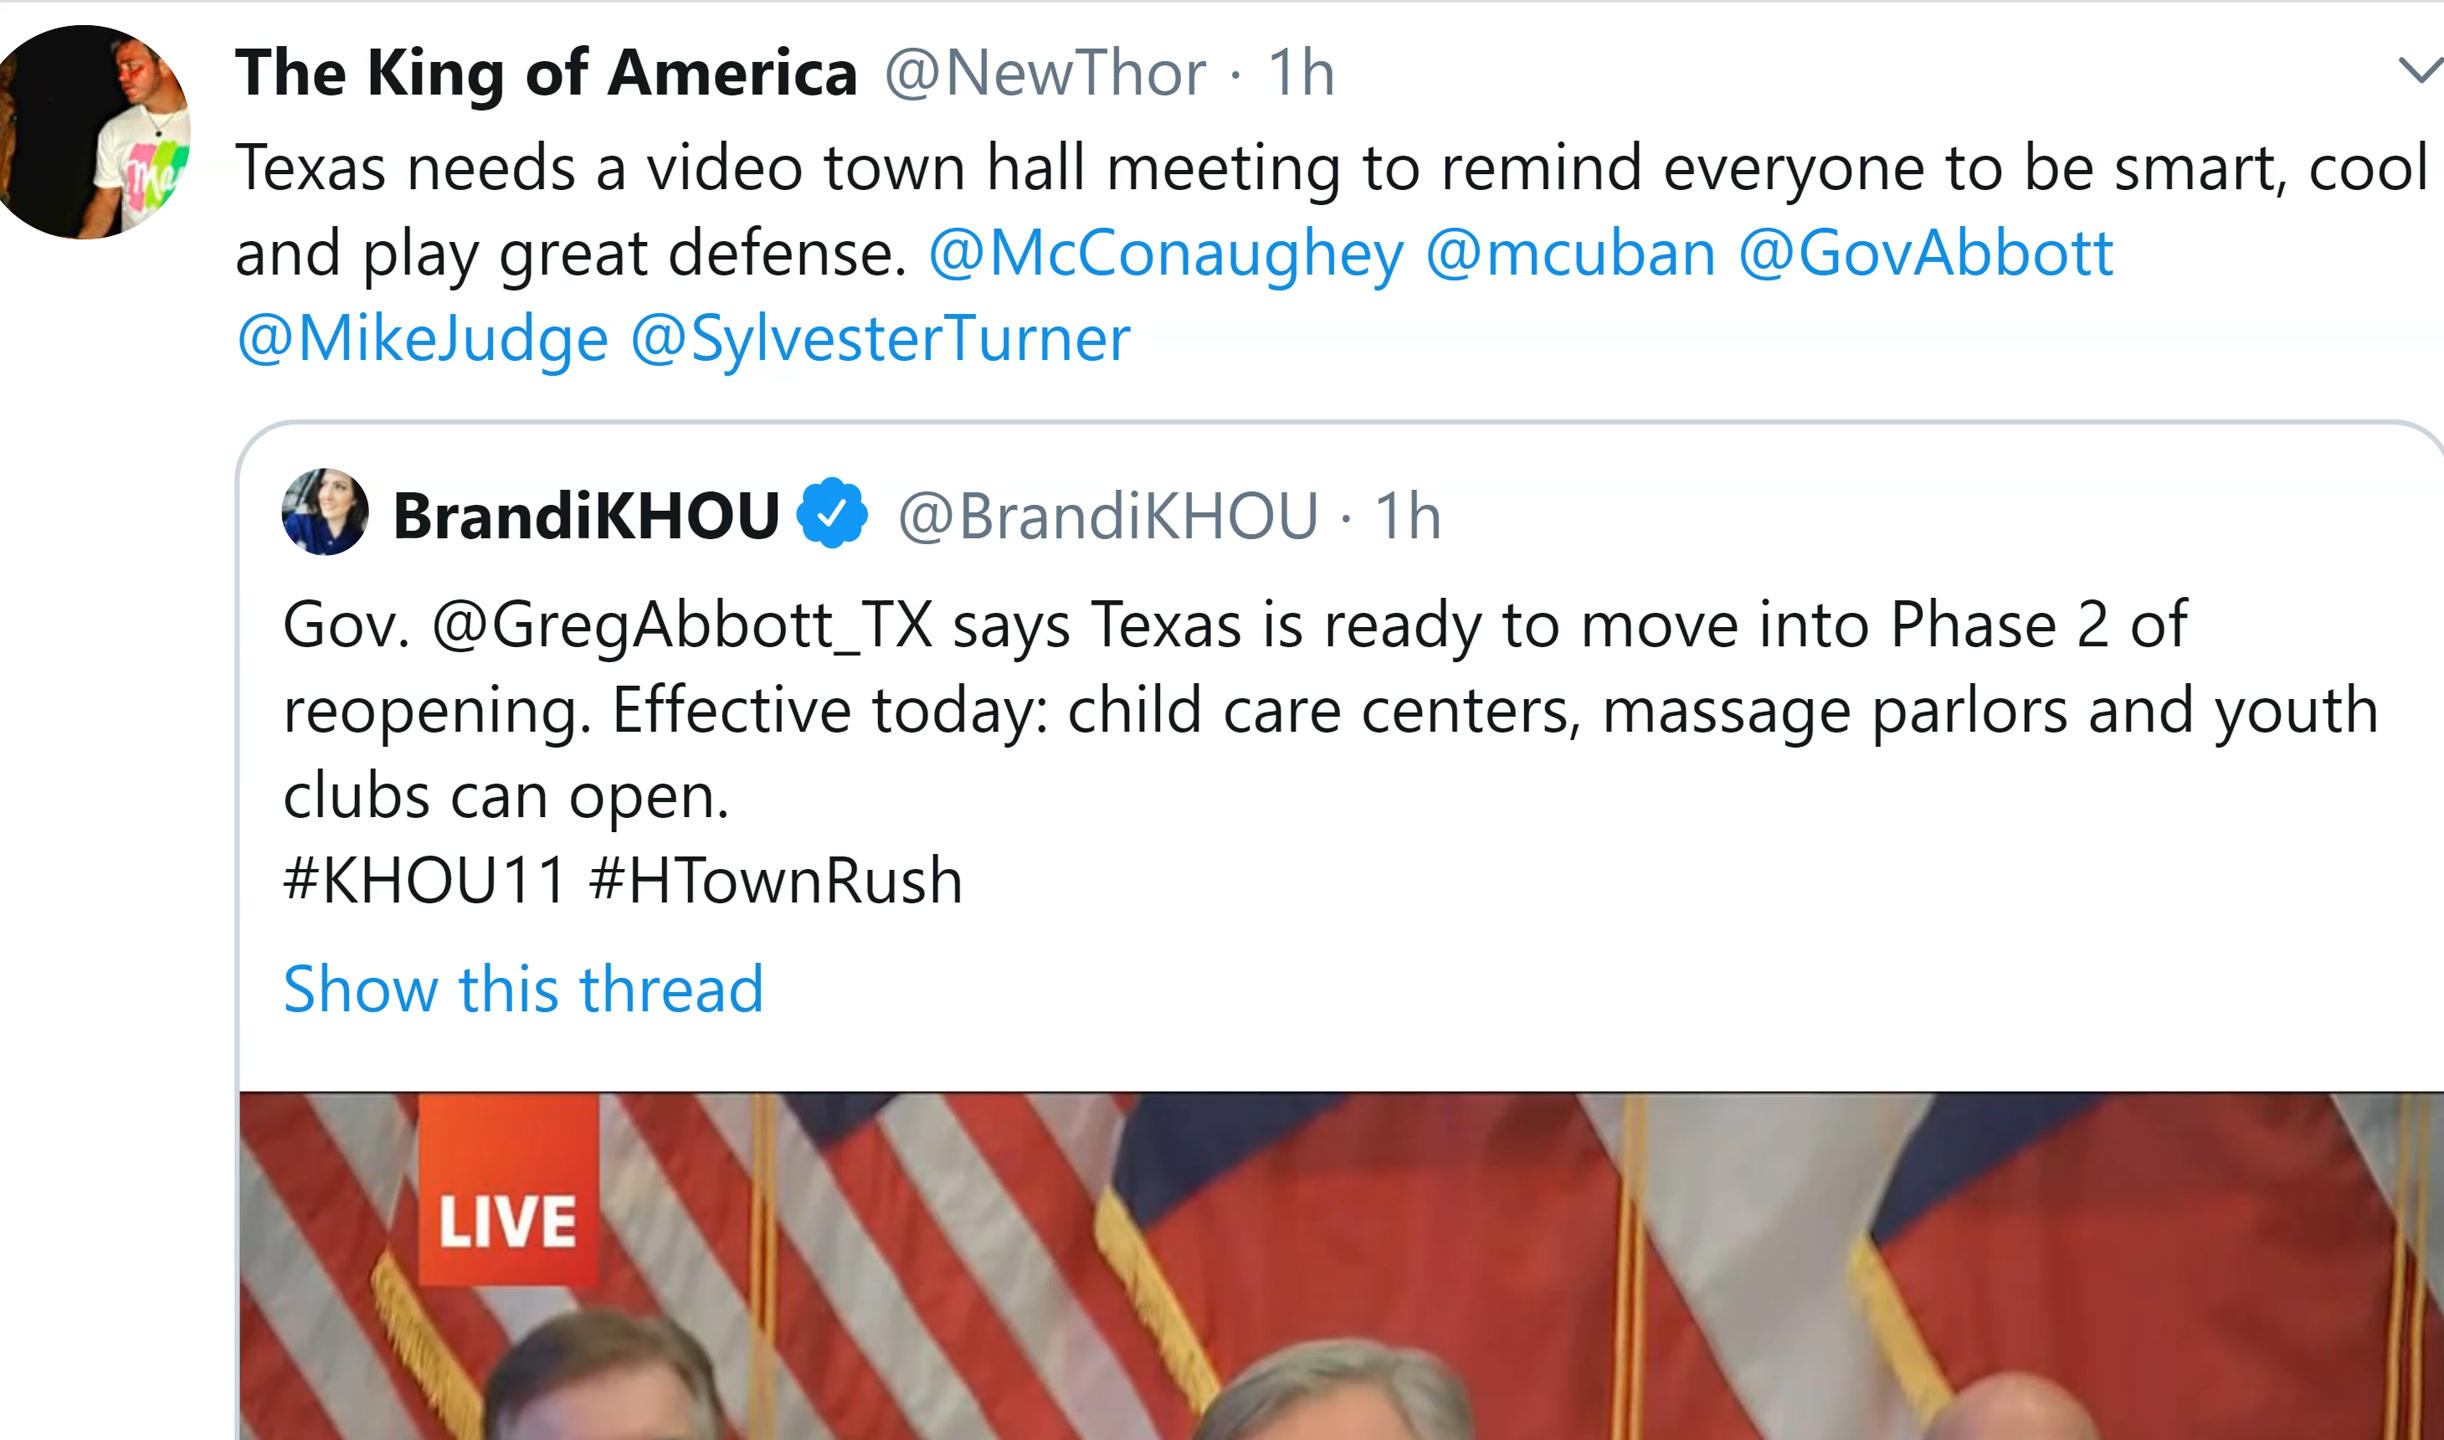 The King of America @NewThor · 1h
Texas needs a video town hall meeting to remind everyone to be smart, cool
and play great defense. @McConaughey @mcuban @GovAbbott
@MikeJudge @SylvesterTurner
BrandiKHOU @BrandiKHOU · 1h
Gov. @GregAbbott_TX says Texas is ready to move into Phase 2 of
reopening. Effective today: child care centers, massage parlors and youth
clubs can open.
#KHOU11 #HTownRush
Show this thread
LIVE